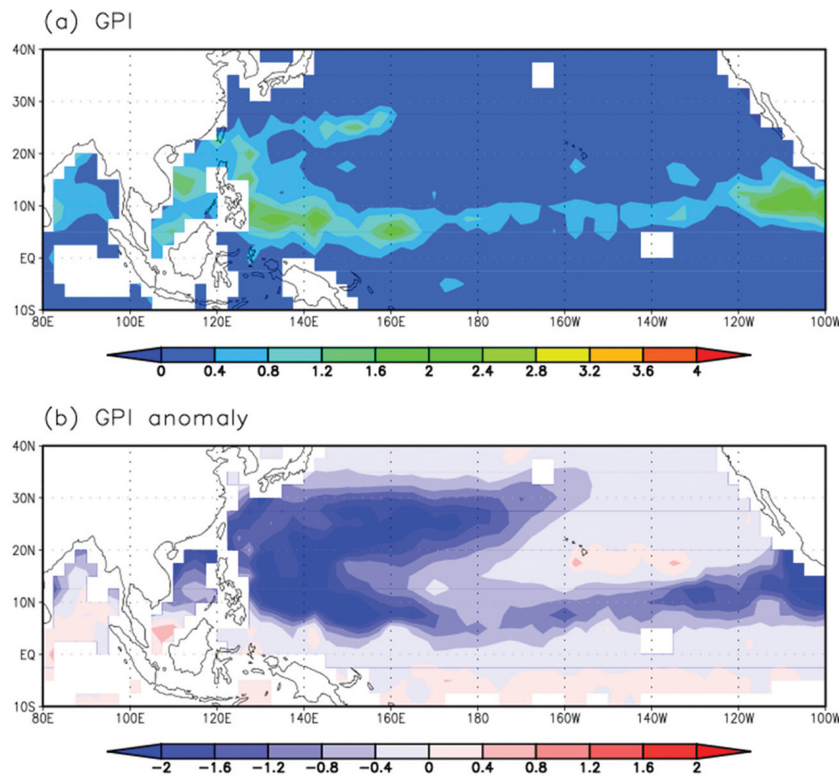 (a) GPI
40N
30N
20N
10N
EQ
10S
80E 100E 120E 140E 160E 180 160W 140W 120W 100W
0 0.4 0.8 1.2 1.6 2 2.4 2.8 3.2 3.6 4
(b) GPI anomaly
40N
30N
20N
10N
EQ
10S
80E 100E 120E 140E 160E 180 160W 140W 120W 100W
-2 -1.6 -1.2 -0.8 -0.4 0 0.4 0.8 1.2 1.6 2